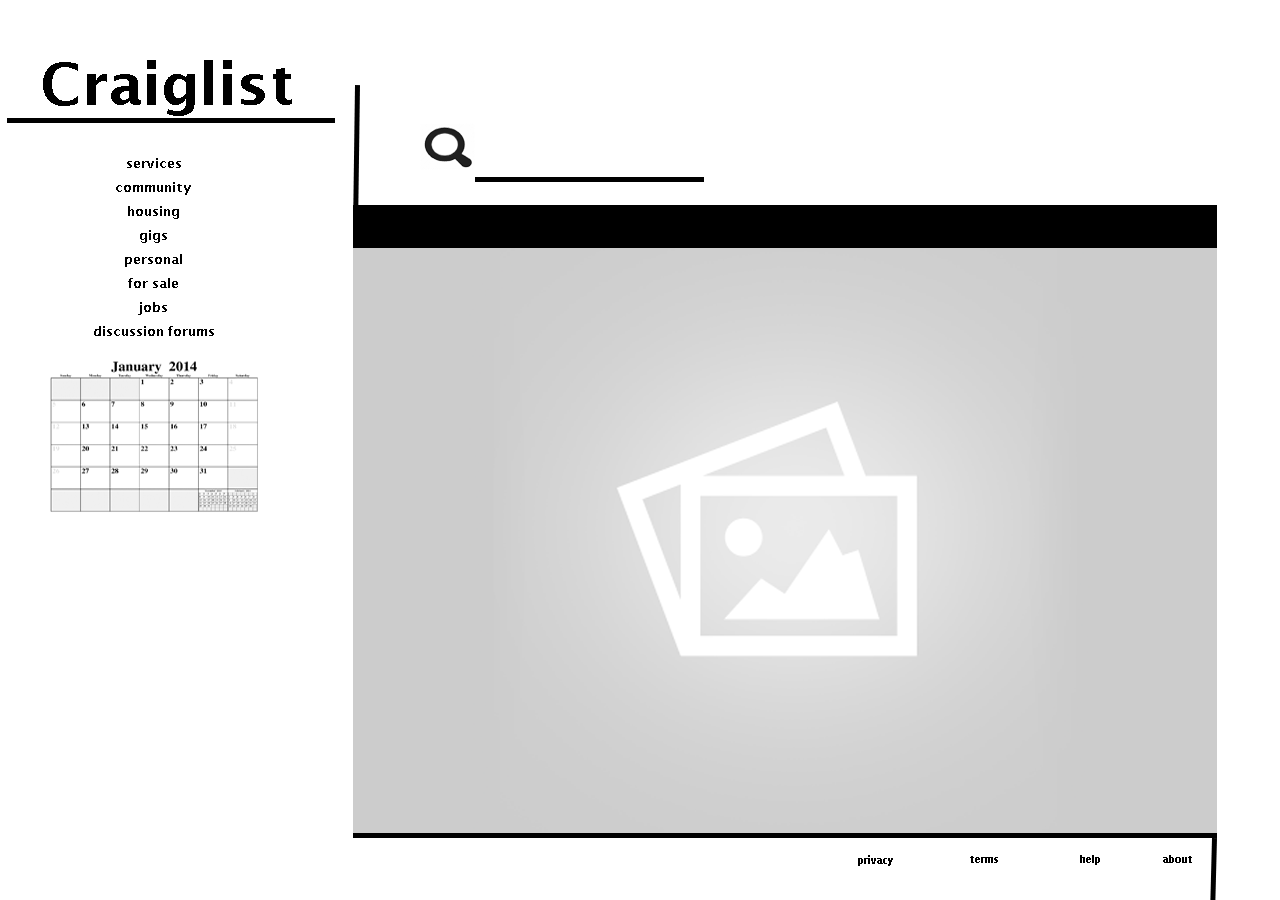 Craiglist
services
community
housing
gigs
personal
for sale
jobs
discussion forums
January 2014
Sunday Monday Tuesday Wednesday Thursday Friday Saturday
1 2 3 4
5 6 7 8 9 10 11
12 13 14 15 16 17 18
19 20 21 22 23 24 25
26 27 28 29 30 31
privacy terms help about